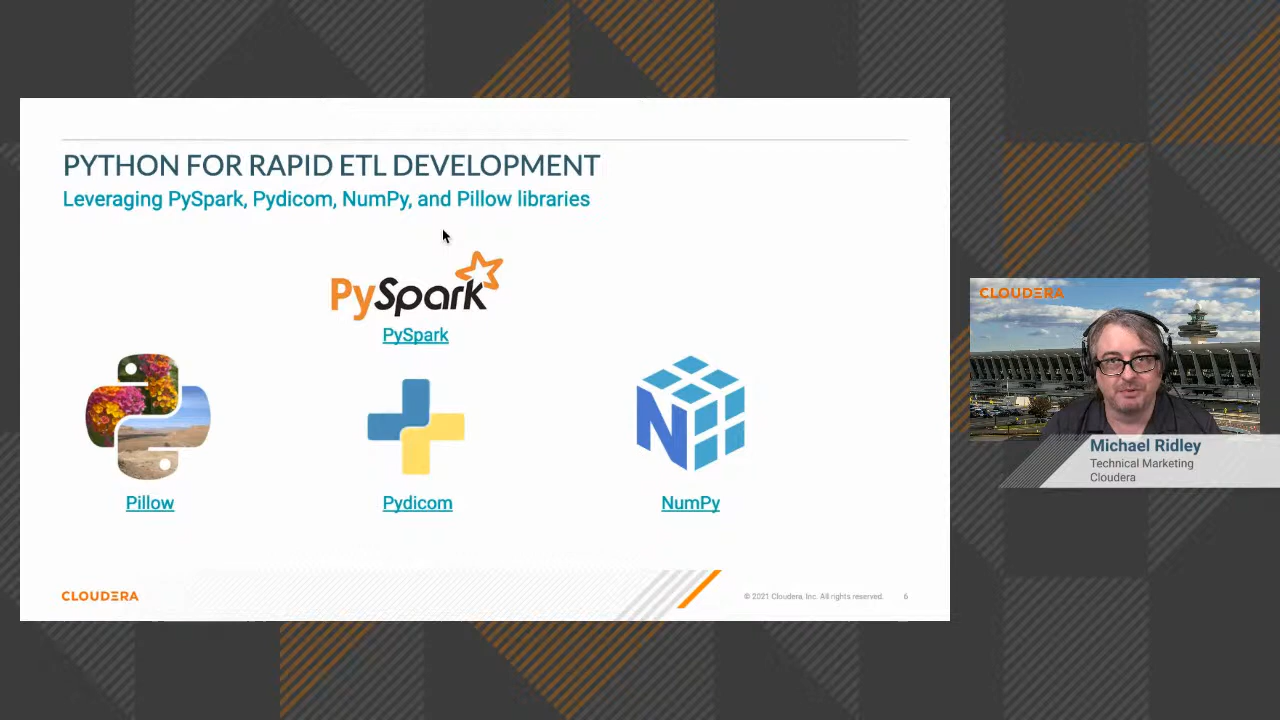 PYTHON FOR RAPID ETL DEVELOPMENT
Leveraging PySpark, Pydicom, NumPy, and Pillow libraries
PySpark
PySpark
Pillow
Pydicom
N
NumPy
CLOUDERA
© 2021 Cloudera, Inc. All rights reserved. 6
CLOUDERA
Michael Ridley
Technical Marketing
Cloudera